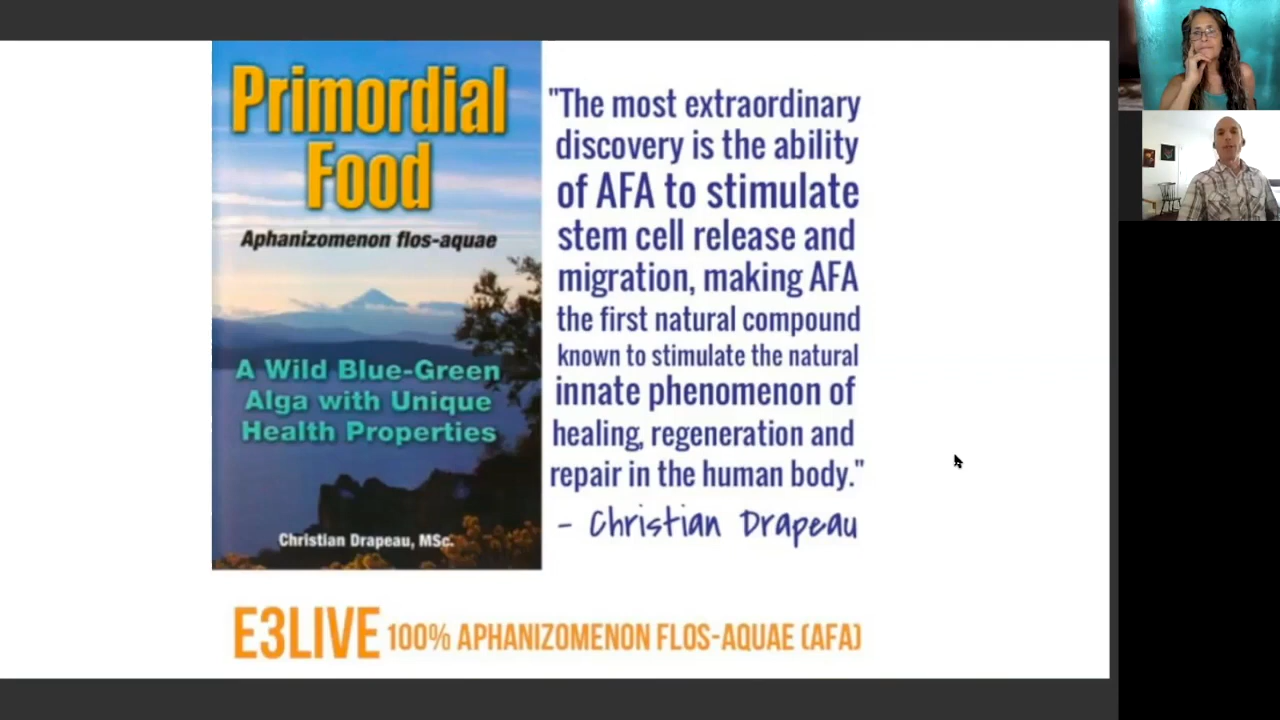 Primordial
Food
Aphanizomenon flos-aquae
A Wild Blue-Green
Alga with Unique
Health Properties
Christian Drapeau, MSc.
"The most extraordinary
discovery is the ability
of AFA to stimulate
stem cell release and
migration, making AFA
the first natural compound
known to stimulate the natural
innate phenomenon of
healing, regeneration and
repair in the human body."
- Christian Drapeau
E3LIVE 100% APHANIZOMENON FLOS-AQUAE (AFA)